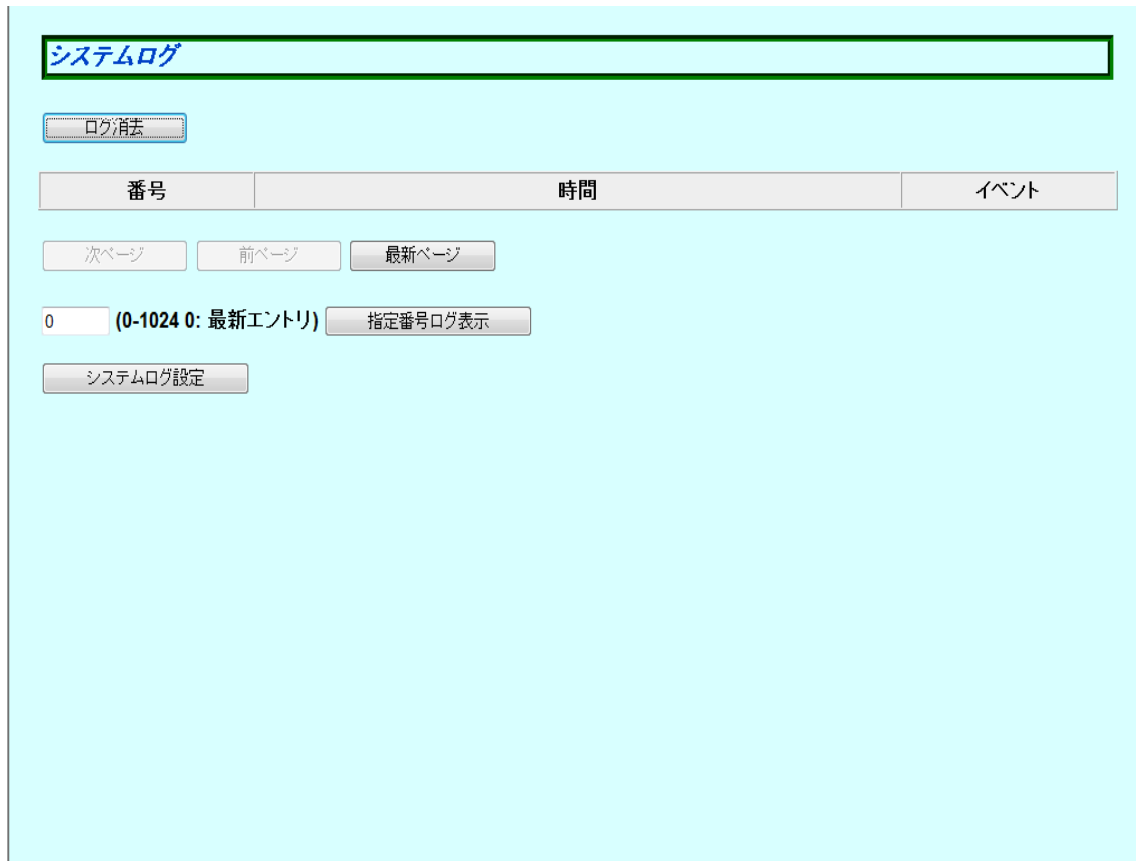 システムログ
ログ消去
番号 時間 イベント
次ページ 前ページ 最新ページ
0 (0-1024 0: 最新エントリ) 指定番号ログ表示
システムログ設定